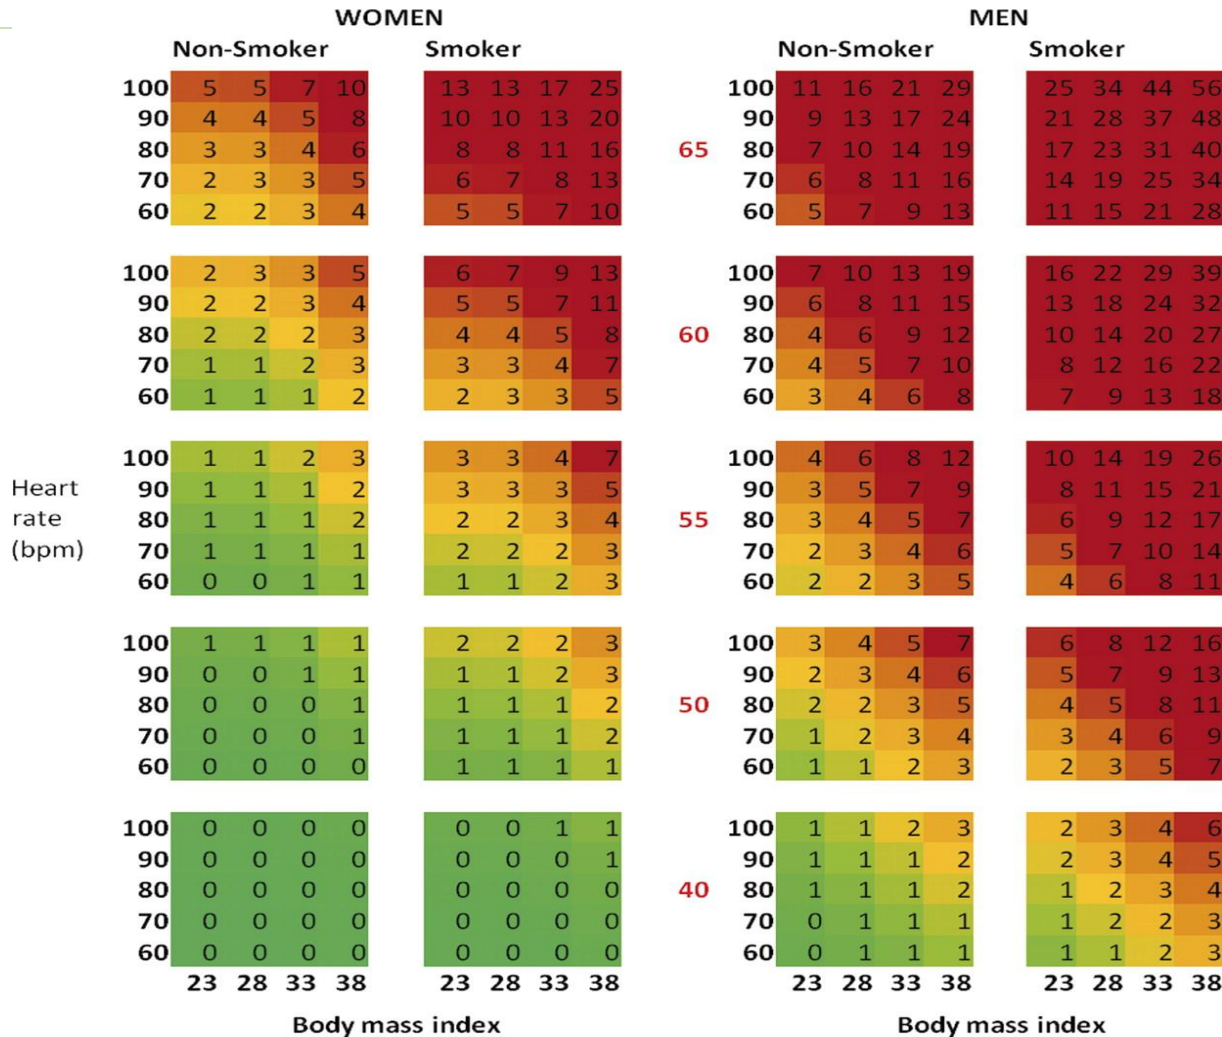 WOMEN MEN
Non-Smoker Smoker Non-Smoker Smoker
100 5 5 7 10 13 13 17 25 100 11 16 21 29 25 34 44 56
90 4 4 5 8 10 10 13 20 90 9 13 17 24 21 28 37 48
80 3 3 4 6 8 8 11 16 65 80 7 10 14 19 17 23 31 40
70 2 3 3 5 6 7 8 13 70 6 8 11 16 14 19 25 34
60 2 2 3 4 5 5 7 10 60 5 7 9 13 11 15 21 28
100 2 3 3 5 6 7 9 13 100 7 10 13 19 16 22 29 39
90 2 2 3 4 5 5 7 11 90 6 8 11 15 13 18 24 32
80 2 2 2 3 4 4 5 8 60 80 4 6 9 12 10 14 20 27
70 1 1 2 3 3 3 4 7 70 4 5 7 10 8 12 16 22
60 1 1 1 2 2 3 3 5 60 3 4 6 8 7 9 13 18
100 1 1 2 3 3 3 4 7 100 4 6 8 12 10 14 19 26
Heart 90 1 1 1 2 3 3 3 5 90 3 5 7 9 8 11 15 21
rate 80 1 1 1 2 2 2 3 4 55 80 3 4 5 7 6 9 12 17
(bpm) 70 1 1 1 1 2 2 2 3 70 2 3 4 6 5 7 10 14
60 0 0 1 1 1 1 2 3 60 2 2 3 5 4 6 8 11
100 1 1 1 1 2 2 2 3 100 3 4 5 7 6 8 12 16
90 0 0 1 1 1 1 2 3 90 2 3 4 6 5 7 9 13
80 0 0 0 1 1 1 1 2 50 80 2 2 3 5 4 5 8 11
70 0 0 0 1 1 1 1 2 70 1 2 3 4 3 4 6 9
60 0 0 0 0 1 1 1 1 60 1 1 2 3 2 3 5 7
100 0 0 0 0 0 0 1 1 100 1 1 2 3 2 3 4 6
90 0 0 0 0 0 0 0 1 90 1 1 1 2 2 3 4 5
80 0 0 0 0 0 0 0 0 40 80 1 1 1 2 1 2 3 4
70 0 0 0 0 0 0 0 0 70 0 1 1 1 1 2 2 3
60 0 0 0 0 0 0 0 0 60 0 1 1 1 1 1 2 3
23 28 33 38 23 28 33 38 23 28 33 38 23 28 33 38
Body mass index Body mass index